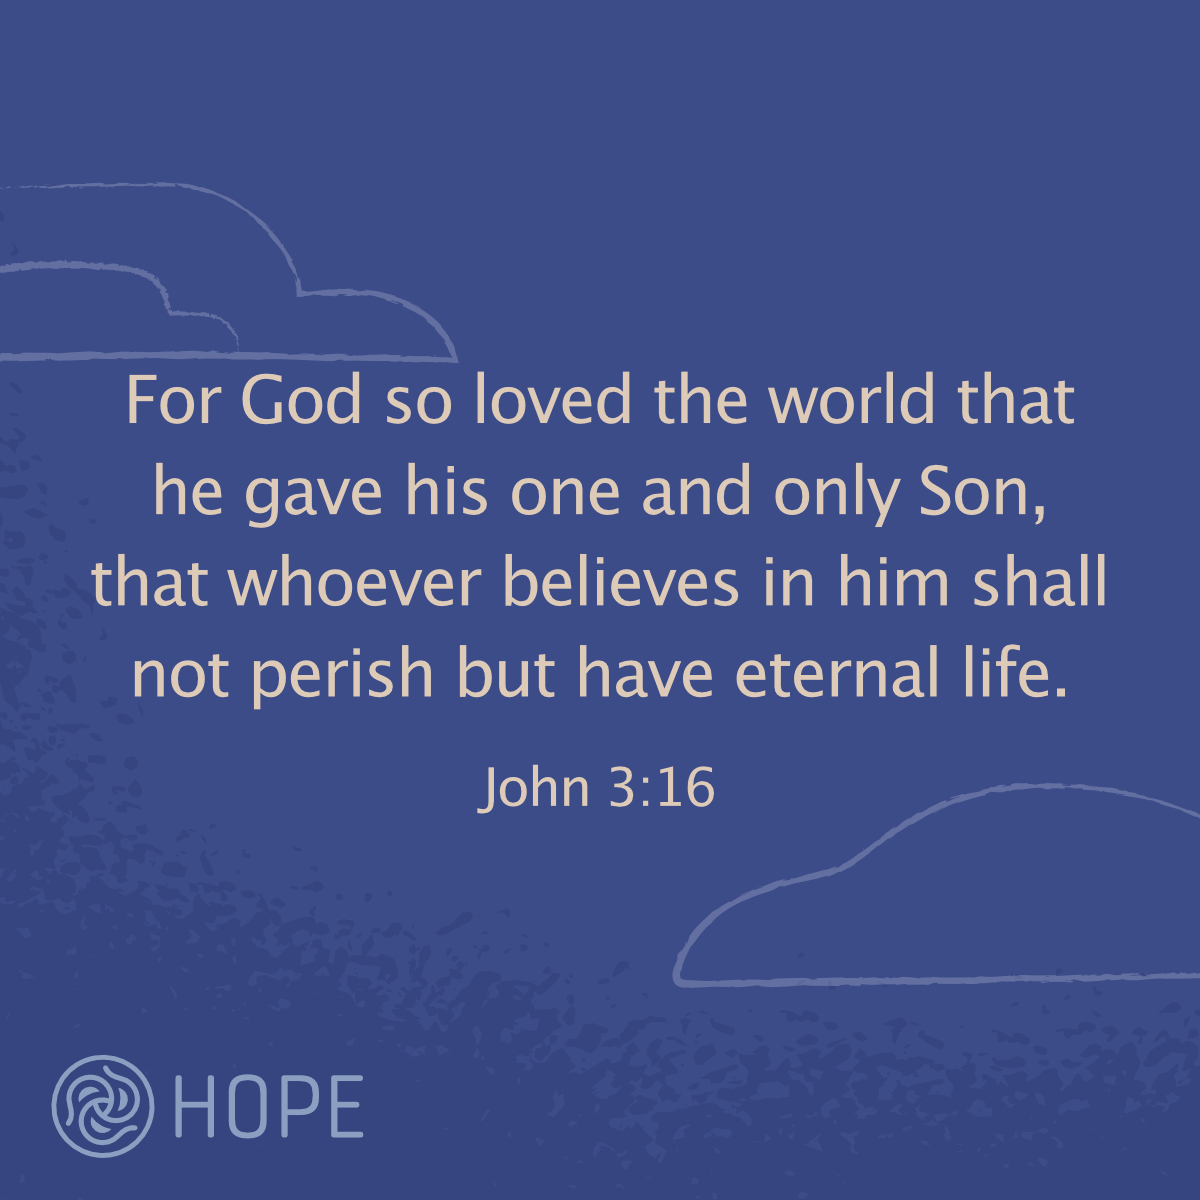 For God so loved the world that
he gave his one and only Son,
that whoever believes in him shall
not perish but have eternal life.
John 3:16
HOPE